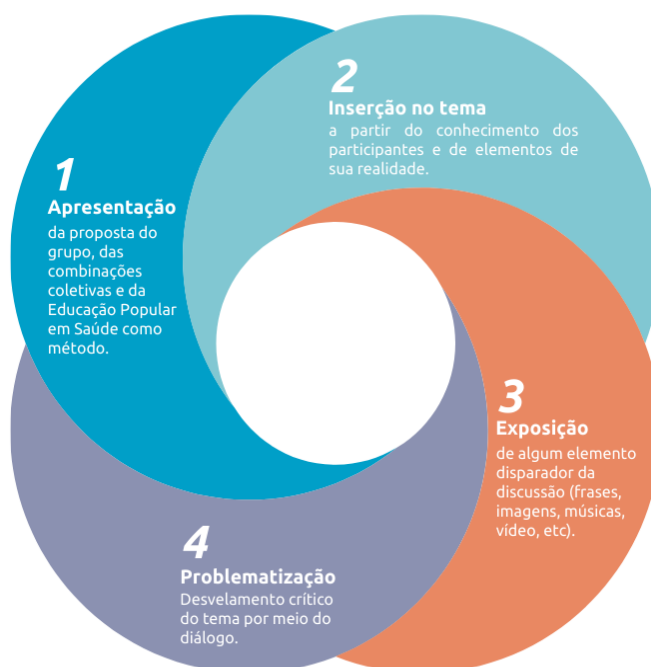 1
Apresentação
da proposta do
grupo, das
combinações
coletivas e da
Educação Popular
em Saúde como
método.
2
Inserção no tema
a partir do conhecimento dos
participantes e de elementos de
sua realidade.
3
Exposição
de algum elemento
disparador da
discussão (frases,
imagens, músicas,
vídeo, etc).
4
Problematização
Desvelamento crítico
do tema por meio do
diálogo.